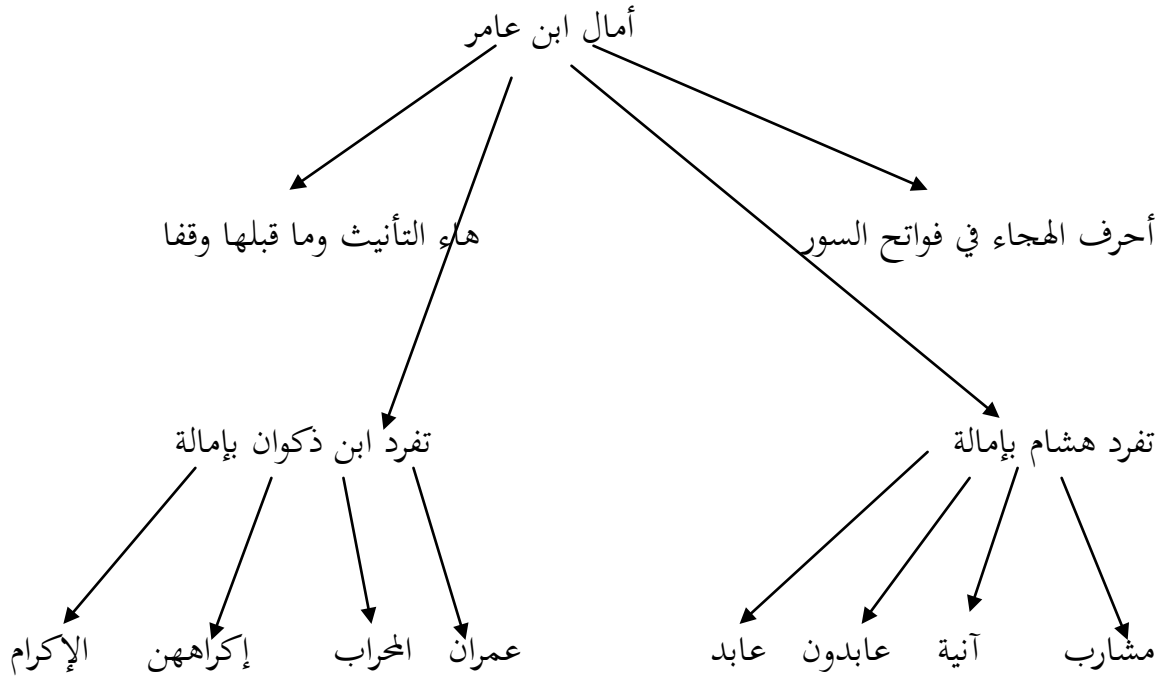 أمال ابن عامر
أحرف الهجاء في فواتح السور
هاء التأنيث وما قبلها وقفا
تفرد هشام بإمالة
تفرد ابن ذكوان بإمالة
مشارب
آنية
عابدون
عابد
عمران
المحراب
إكراههن
الإكرام